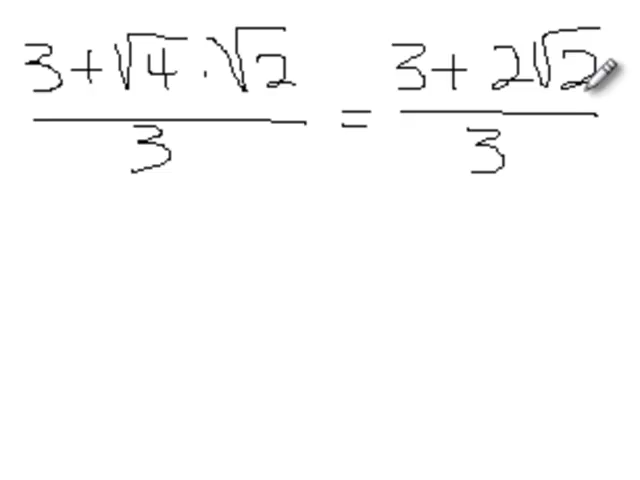 3+√4·√2 / 3 = 3+2√2 / 3